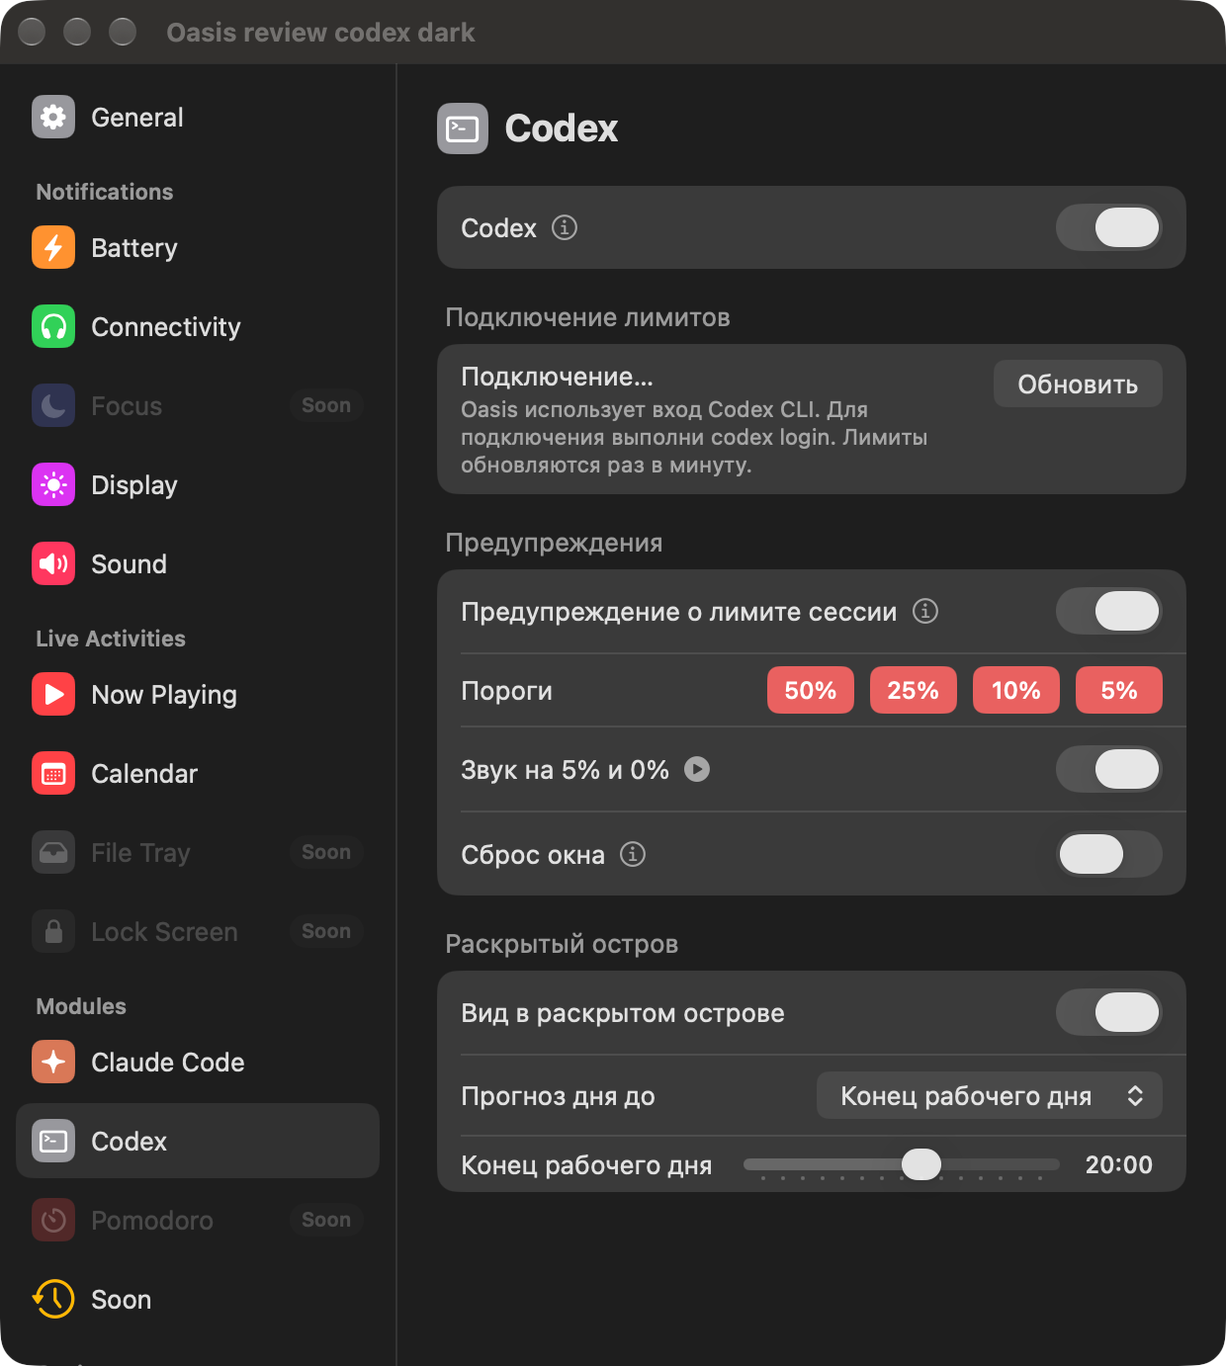 Oasis review codex dark
General
Notifications
Battery
Connectivity
Focus Soon
Display
Sound
Live Activities
Now Playing
Calendar
File Tray Soon
Lock Screen Soon
Modules
Claude Code
Codex
Pomodoro Soon
Soon
Codex
Codex
Подключение лимитов
Подключение...
Обновить
Oasis использует вход Codex CLI. Для
подключения выполни codex login. Лимиты
обновляются раз в минуту.
Предупреждения
Предупреждение о лимите сессии
Пороги 50% 25% 10% 5%
Звук на 5% и 0%
Сброс окна
Раскрытый остров
Вид в раскрытом острове
Прогноз дня до Конец рабочего дня
Конец рабочего дня 20:00